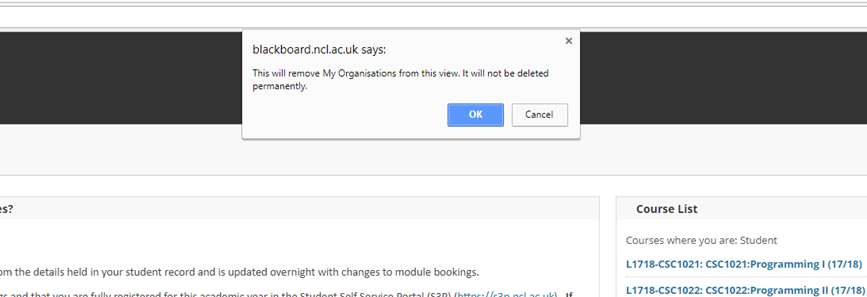 blackboard.ncl.ac.uk says:
This will remove My Organisations from this view. It will not be deleted
permanently.
OK
Cancel
es?
om the details held in your student record and is updated overnight with changes to module bookings.
gs and that you are fully registered for this academic year in the Student Self Service Portal (S3P) (https://s3p.ncl.ac.uk). If
Course List
Courses where you are: Student
L1718-CSC1021: CSC1021:Programming I (17/18)
L1718-CSC1022: CSC1022:Programming II (17/18)